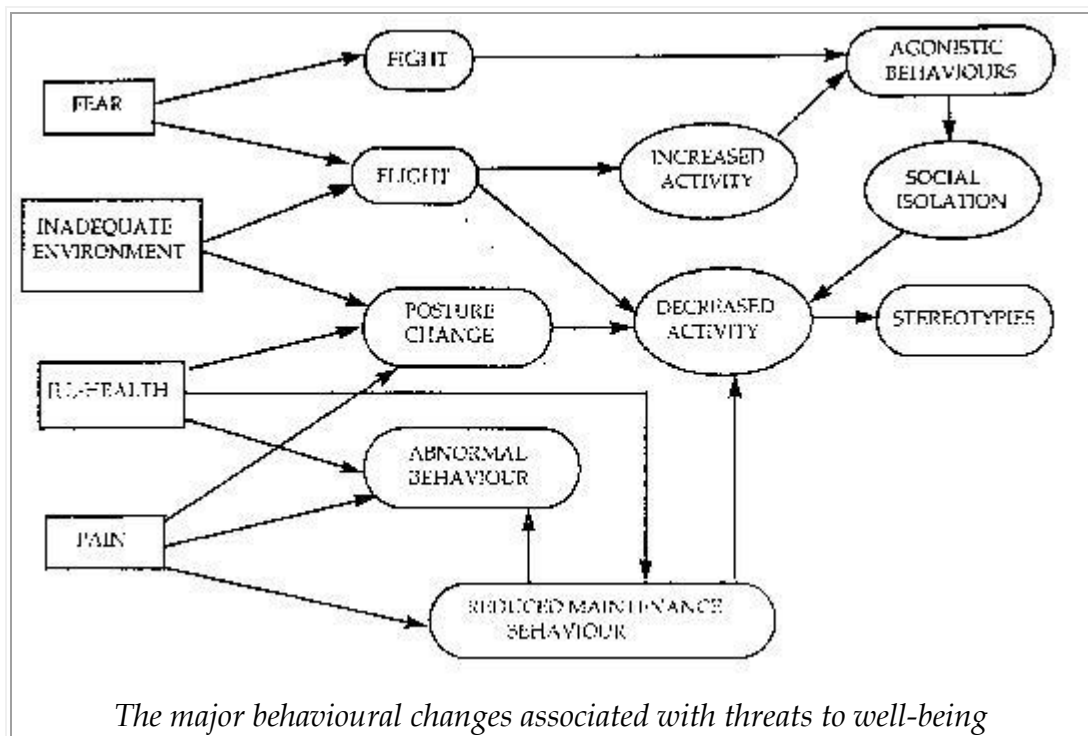 FIGHT
AGONISTIC
BEHAVIOURS
FEAR
FLIGHT
INCREASED
ACTIVITY
SOCIAL
ISOLATION
INADEQUATE
ENVIRONMENT
POSTURE
CHANGE
DECREASED
ACTIVITY
STEREOTYPIES
ILL-HEALTH
ABNORMAL
BEHAVIOUR
PAIN
REDUCED MAINTENANCE
BEHAVIOUR
The major behavioural changes associated with threats to well-being